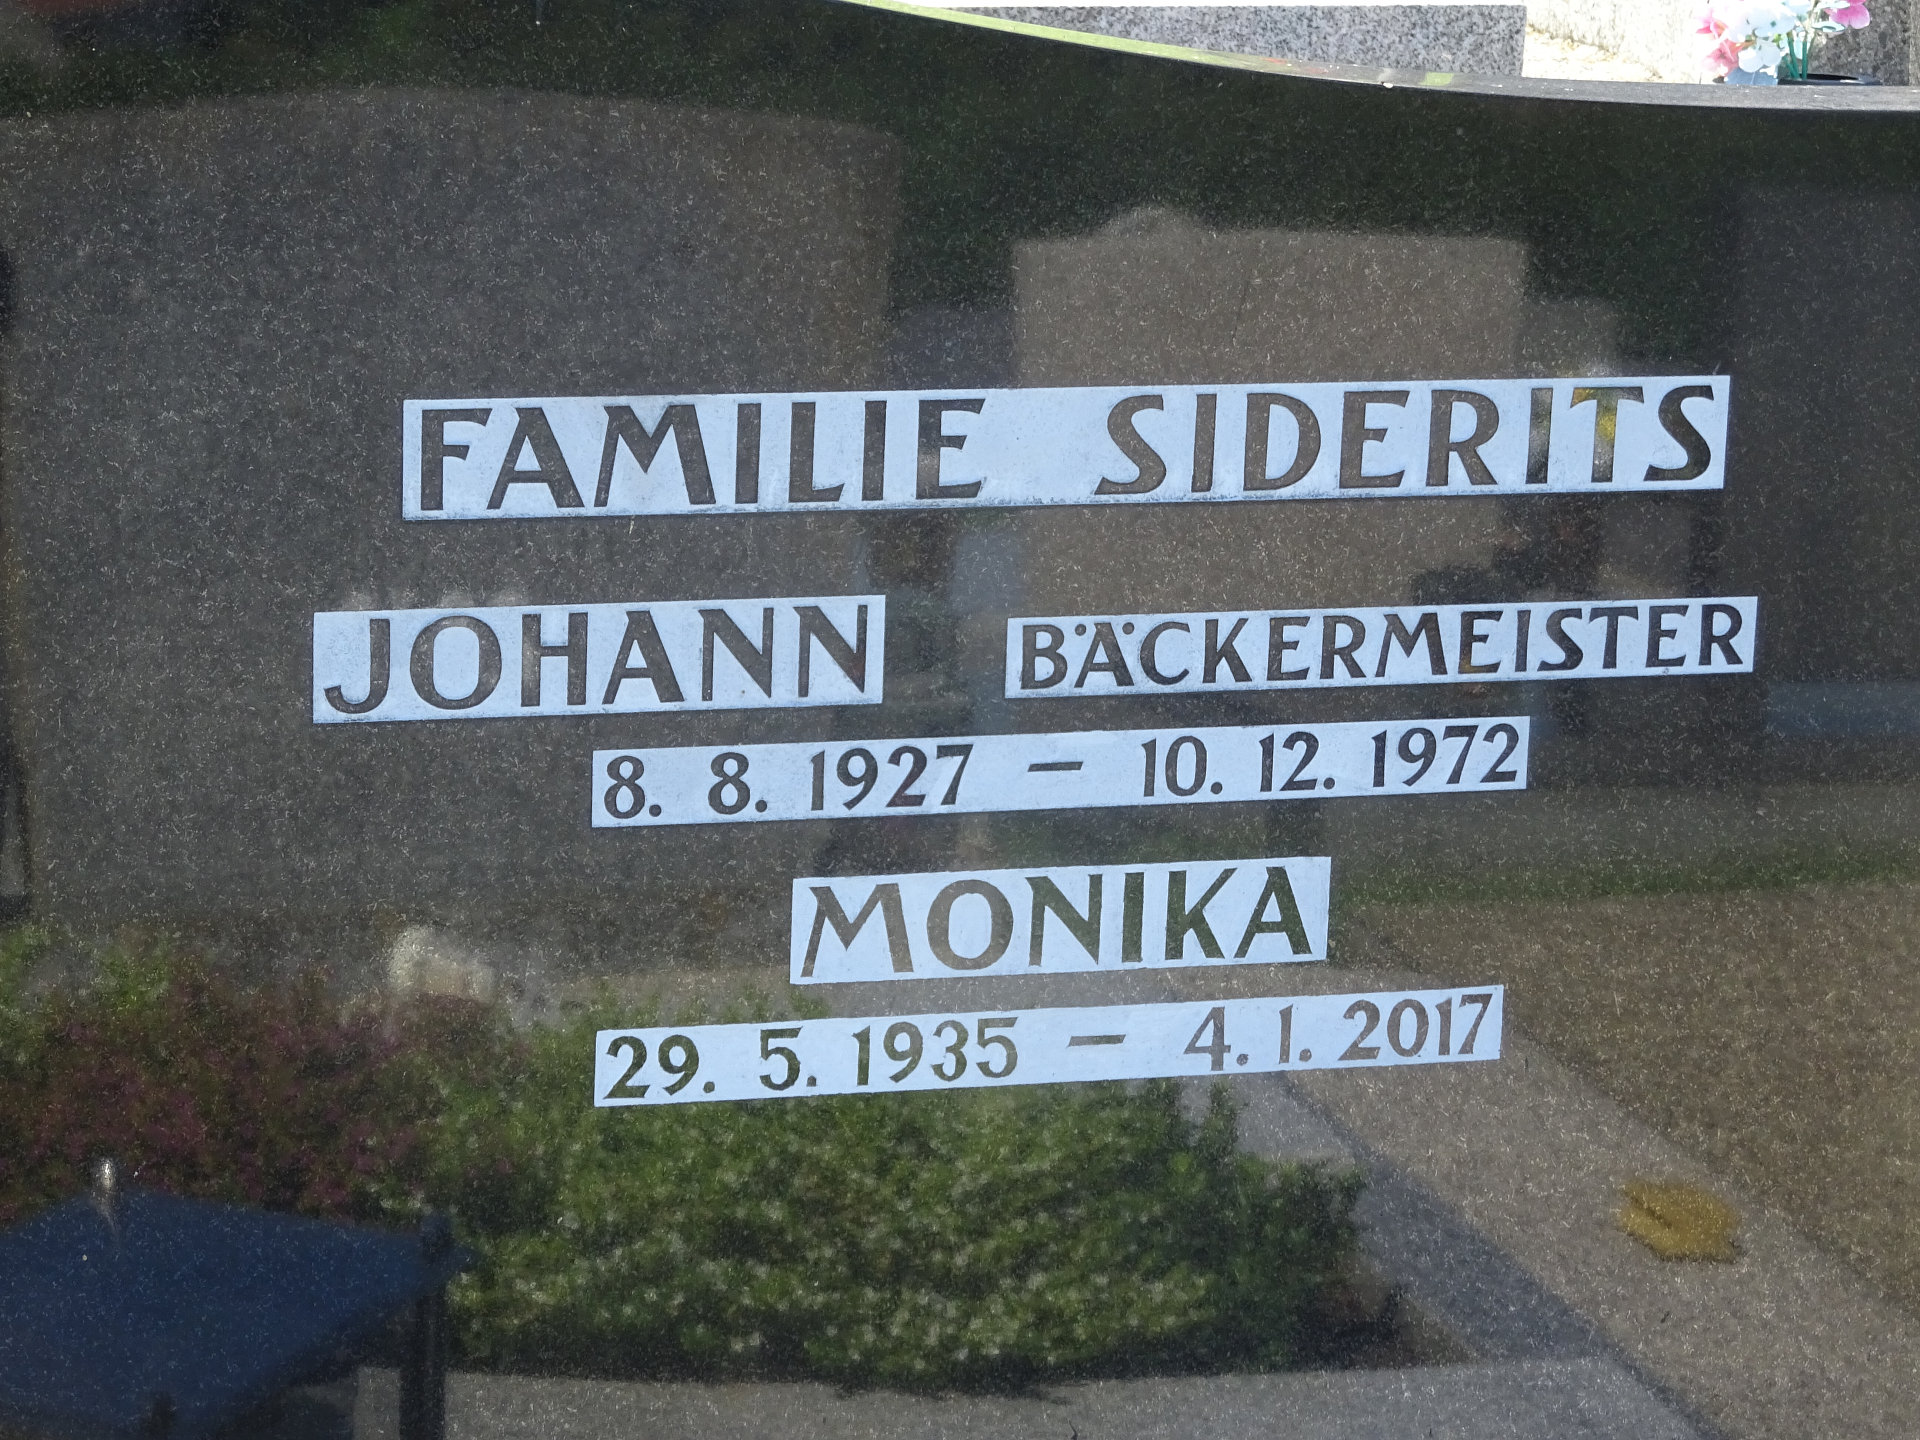 FAMILIE SIDERITS
JOHANN BÄCKERMEISTER
8. 8. 1927 – 10. 12. 1972
MONIKA
29. 5. 1935 – 4. 1. 2017